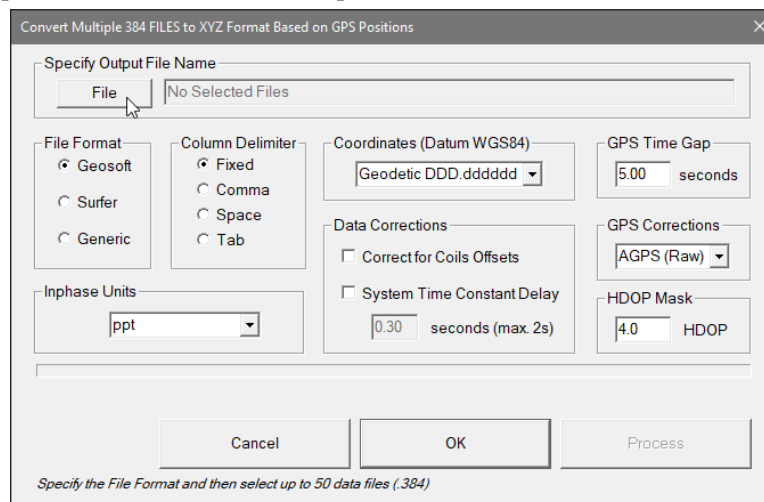 Convert Multiple 384 FILES to XYZ Format Based on GPS Positions
Specify Output File Name
File
No Selected Files
File Format
Geosoft
Surfer
Generic
Column Delimiter
Fixed
Comma
Space
Tab
Coordinates (Datum WGS84)
Geodetic DDD.dddddd
GPS Time Gap
5.00 seconds
Data Corrections
Correct for Coils Offsets
System Time Constant Delay
0.30 seconds (max. 2s)
GPS Corrections
AGPS (Raw)
Inphase Units
ppt
HDOP Mask
4.0 HDOP
Cancel
OK
Process
Specify the File Format and then select up to 50 data files (.384)